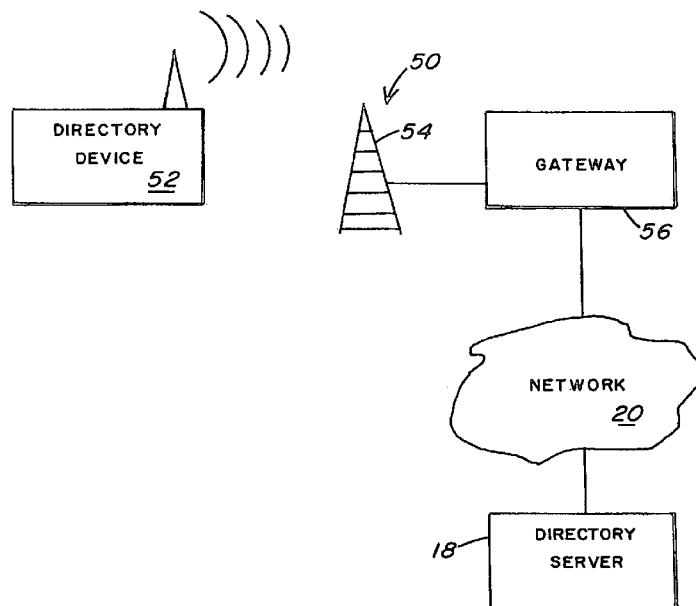 DIRECTORY
DEVICE
52
50
54
GATEWAY
56
NETWORK
20
18
DIRECTORY
SERVER